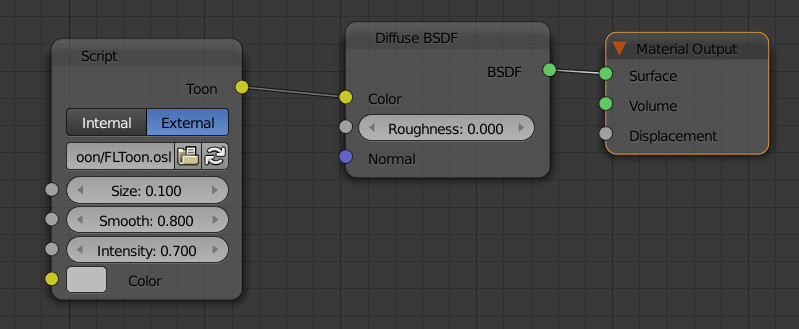 Script
Toon
Internal
External
oon/FLToon.osl
Size: 0.100
Smooth: 0.800
Intensity: 0.700
Color
Diffuse BSDF
BSDF
Color
Roughness: 0.000
Normal
Material Output
Surface
Volume
Displacement